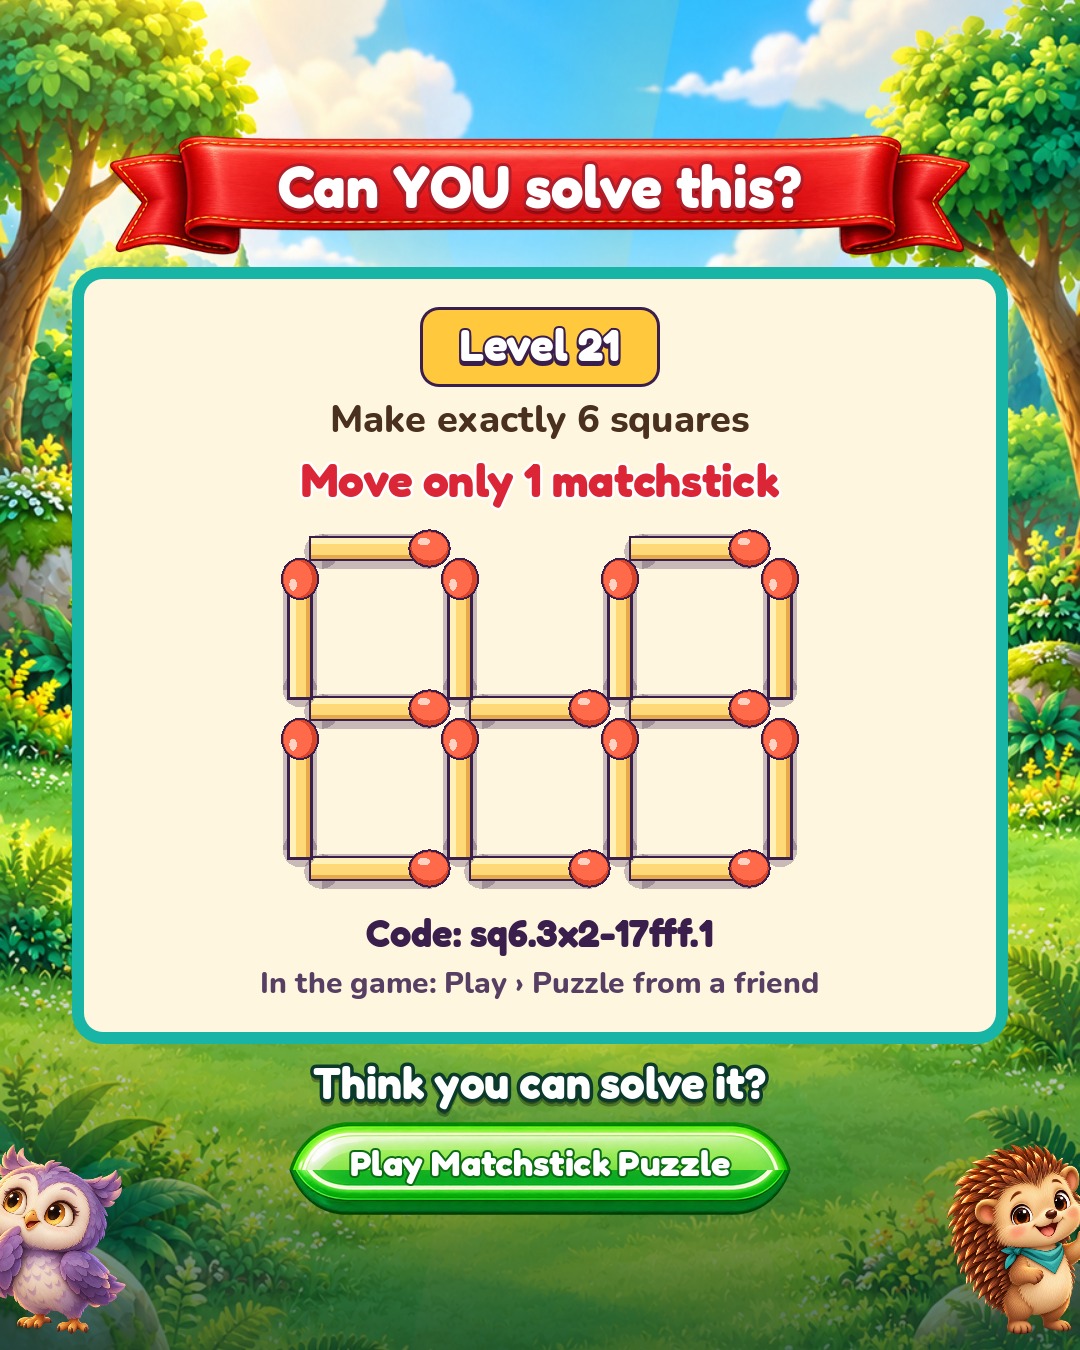 Can YOU solve this?
Level 21
Make exactly 6 squares
Move only 1 matchstick
Code: sq6.3x2-17fff.1
In the game: Play › Puzzle from a friend
Think you can solve it?
Play Matchstick Puzzle